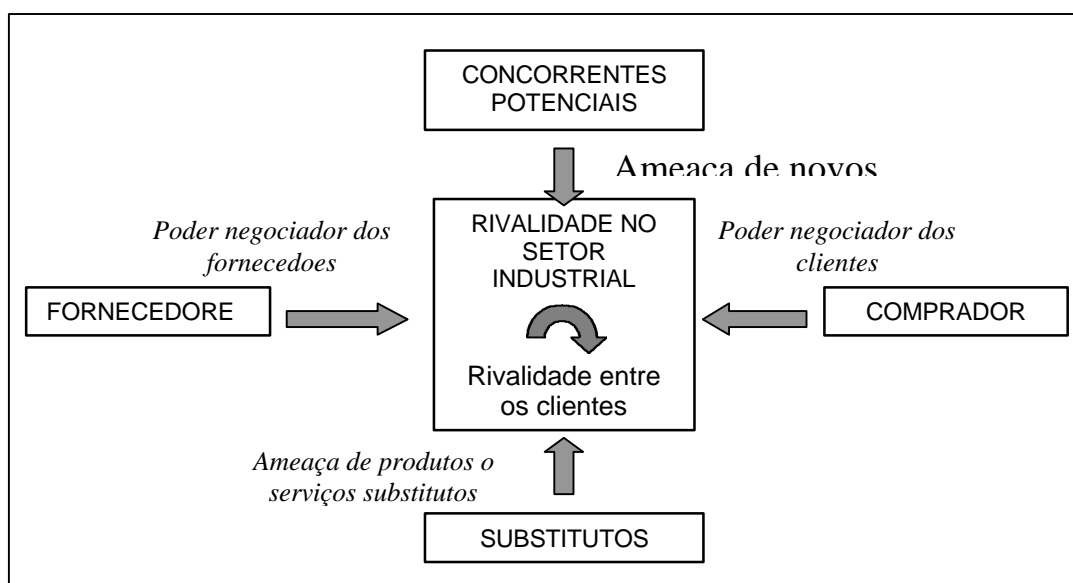 CONCORRENTES
POTENCIAIS
Ameaça de novos
RIVALIDADE NO
SETOR
INDUSTRIAL
Poder negociador dos
fornecedoes
Poder negociador dos
clientes
FORNECEDORE
COMPRADOR
Rivalidade entre
os clientes
Ameaça de produtos o
serviços substitutos
SUBSTITUTOS